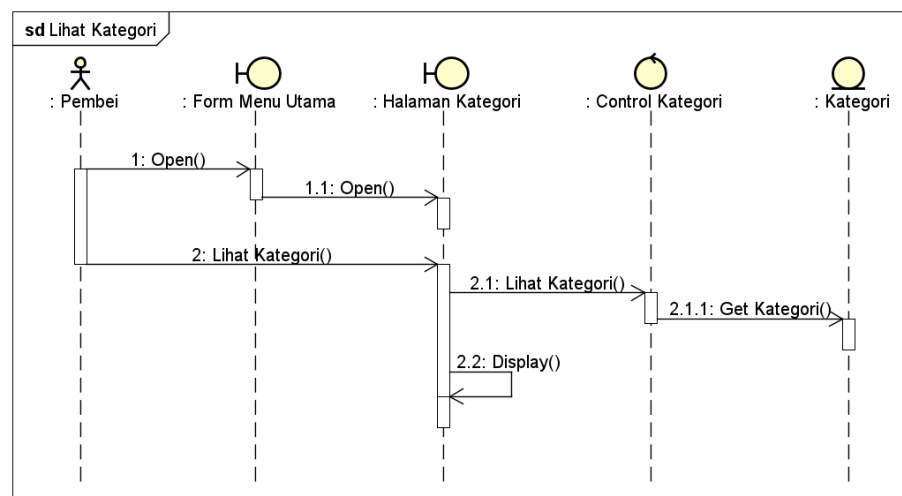 sd Lihat Kategori
: Pembei
: Form Menu Utama
: Halaman Kategori
: Control Kategori
: Kategori
1: Open()
1.1: Open()
2: Lihat Kategori()
2.1: Lihat Kategori()
2.1.1: Get Kategori()
2.2: Display()